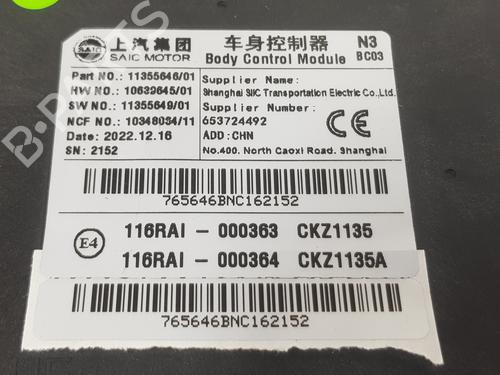 上汽集团 车身控制器 N3
SAIC SAIC MOTOR Body Control Module BC03
Part NO.: 11355646/01 Supplier Name:
HW NO.: 10639645/01 Shanghai SIIC Transportation Electric Co.,Ltd.
SW NO.: 11355649/01 Supplier Number:
NCF NO.: 10348034/11 653724492
Date: 2022.12.16 ADD: CHN CE
SN: 2152 No.400, North Caoxi Road, Shanghai
765646BNC162152
E4 116RAI - 000363 CKZ1135
116RAI - 000364 CKZ1135A
765646BNC162152
B-PARTS